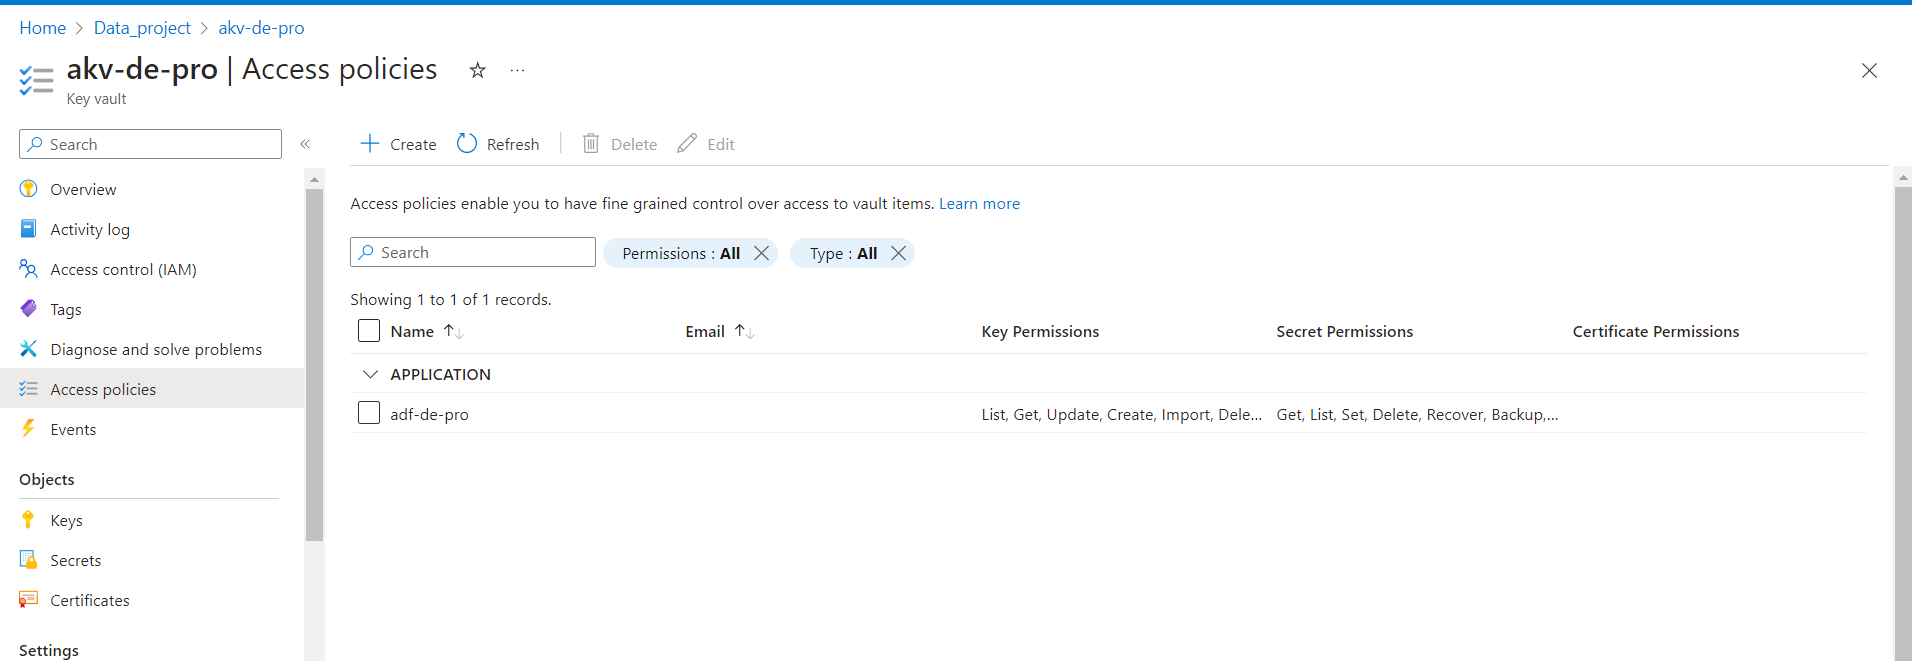 Home > Data_project > akv-de-pro
akv-de-pro | Access policies ...
Key vault
Search «
Overview
Activity log
Access control (IAM)
Tags
Diagnose and solve problems
Access policies
Events
Objects
Keys
Secrets
Certificates
Settings
Create Refresh Delete Edit
Access policies enable you to have fine grained control over access to vault items. Learn more
Search Permissions : All Type : All
Showing 1 to 1 of 1 records.
Name Email Key Permissions Secret Permissions Certificate Permissions
APPLICATION
adf-de-pro List, Get, Update, Create, Import, Dele... Get, List, Set, Delete, Recover, Backup,...